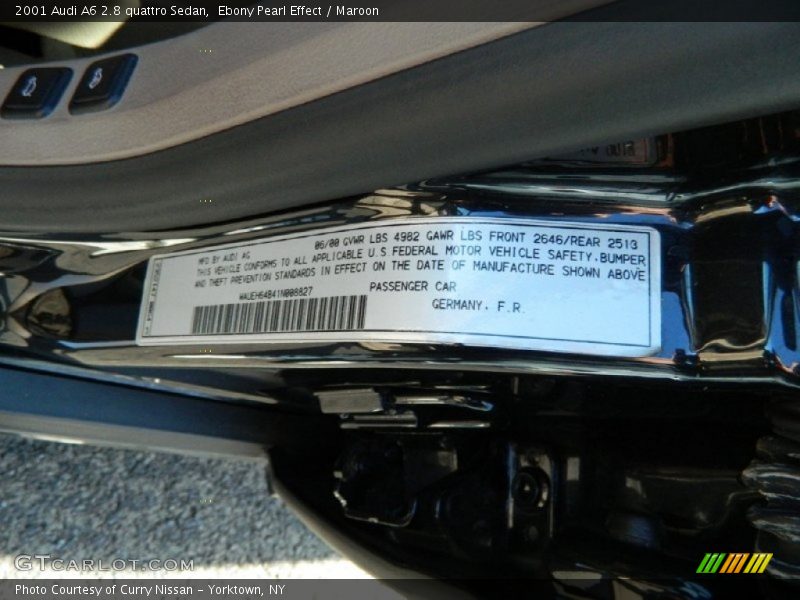 2001 Audi A6 2.8 quattro Sedan, Ebony Pearl Effect / Maroon
MFD BY AUDI AG 06/00 GVWR LBS 4982 GAWR LBS FRONT 2646/REAR 2513
THIS VEHICLE CONFORMS TO ALL APPLICABLE U.S FEDERAL MOTOR VEHICLE SAFETY, BUMPER
AND THEFT PREVENTION STANDARDS IN EFFECT ON THE DATE OF MANUFACTURE SHOWN ABOVE
WAUEH64B41N008827 PASSENGER CAR
GERMANY, F.R.
GTCARLOT.COM
Photo Courtesy of Curry Nissan - Yorktown, NY